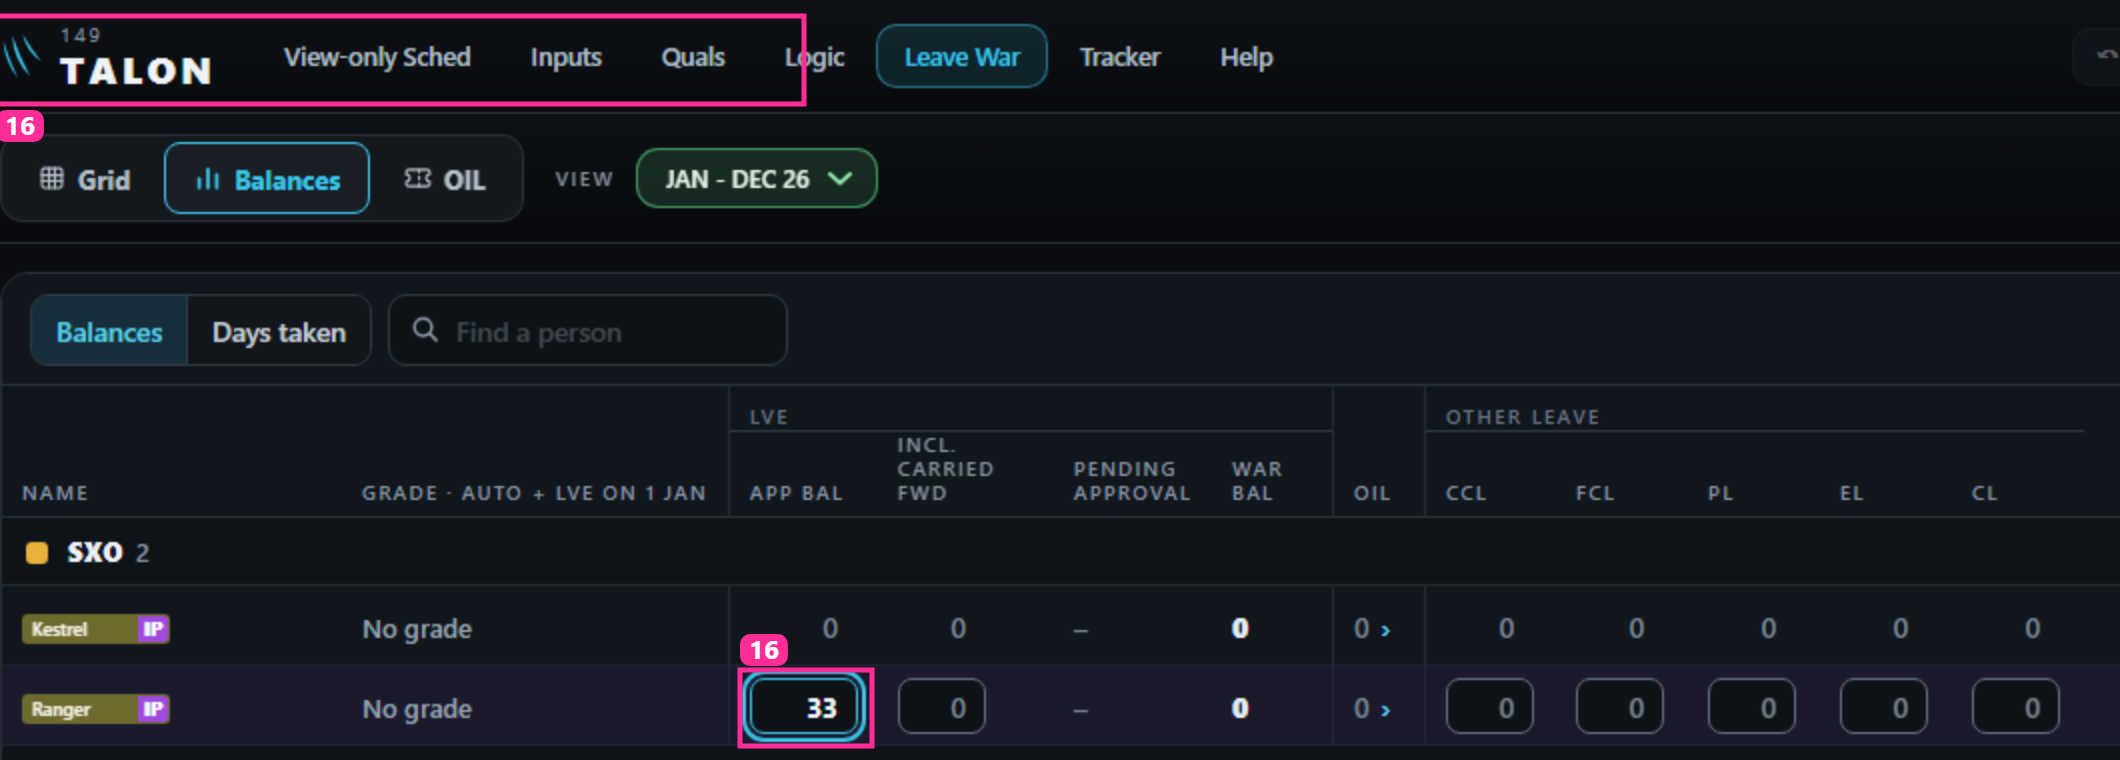 149
TALON
View-only Sched Inputs Quals Logic Leave War Tracker Help
16
Grid Balances OIL VIEW JAN - DEC 26
Balances Days taken Find a person
LVE OTHER LEAVE
NAME GRADE · AUTO + LVE ON 1 JAN APP BAL INCL. CARRIED FWD PENDING APPROVAL WAR BAL OIL CCL FCL PL EL CL
SXO 2
Kestrel IP No grade 0 0 – 0 0 › 0 0 0 0 0
16
Ranger IP No grade 33 0 – 0 0 › 0 0 0 0 0